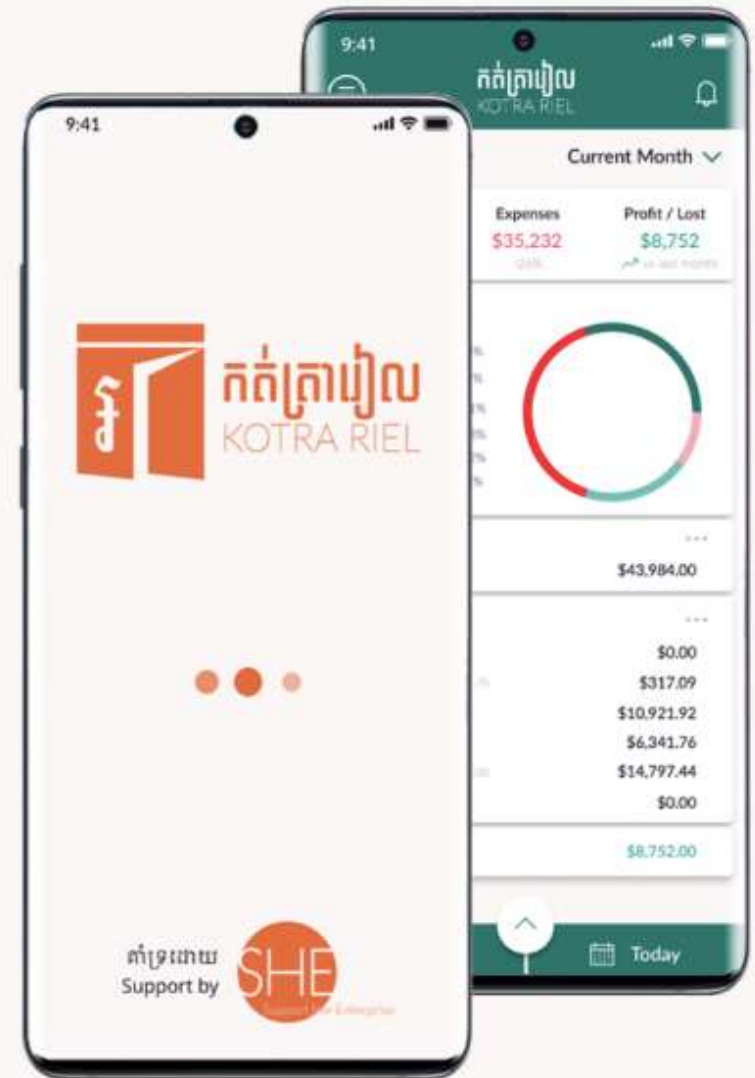 9:41
កត់ត្រារៀល
KOTRA RIEL
គាំទ្រដោយ
Support by
SHE
9:41
កត់ត្រារៀល
KOTRA RIEL
Current Month
Expenses
Profit / Lost
$35,232
$8,752
vs last month
%
%
%
%
%
%
$43,984.00
$0.00
$317.09
$10,921.92
$6,341.76
$14,797.44
$0.00
$8,752.00
Today